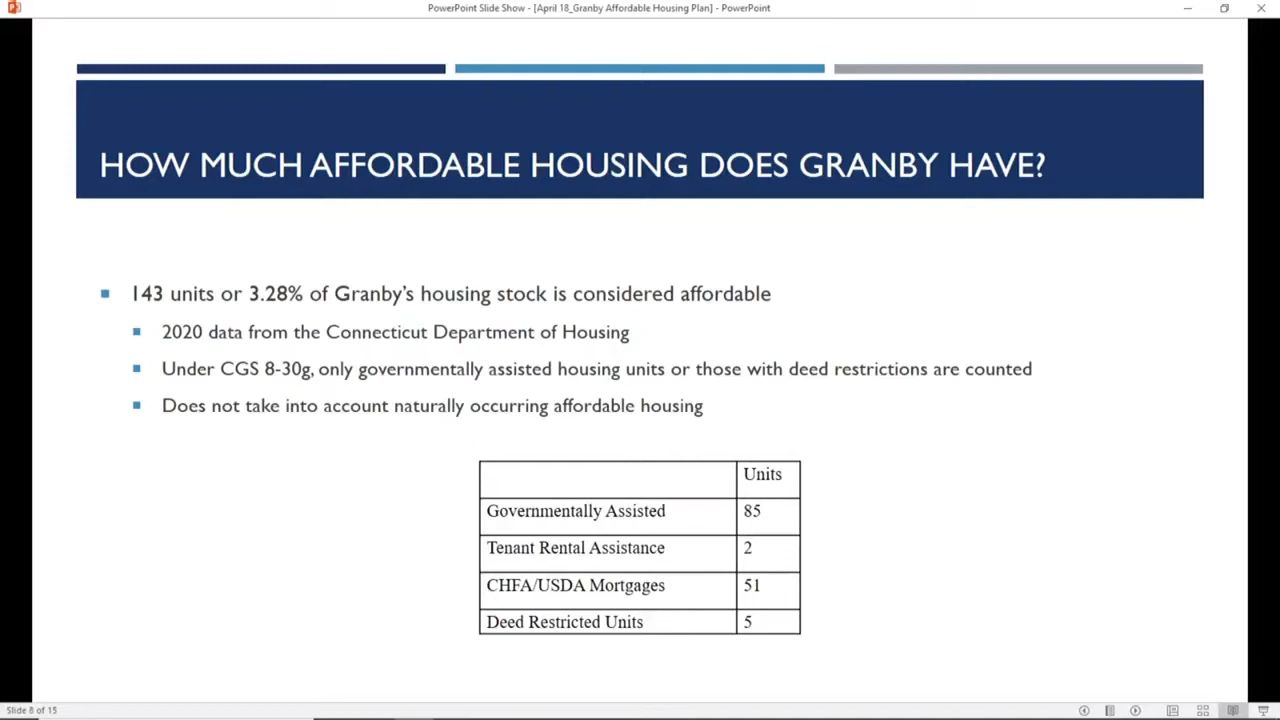 PowerPoint Slide Show - [April 18_Granby Affordable Housing Plan] - PowerPoint
HOW MUCH AFFORDABLE HOUSING DOES GRANBY HAVE?
143 units or 3.28% of Granby's housing stock is considered affordable
2020 data from the Connecticut Department of Housing
Under CGS 8-30g, only governmentally assisted housing units or those with deed restrictions are counted
Does not take into account naturally occurring affordable housing
Units
Governmentally Assisted 85
Tenant Rental Assistance 2
CHFA/USDA Mortgages 51
Deed Restricted Units 5
Slide 8 of 15